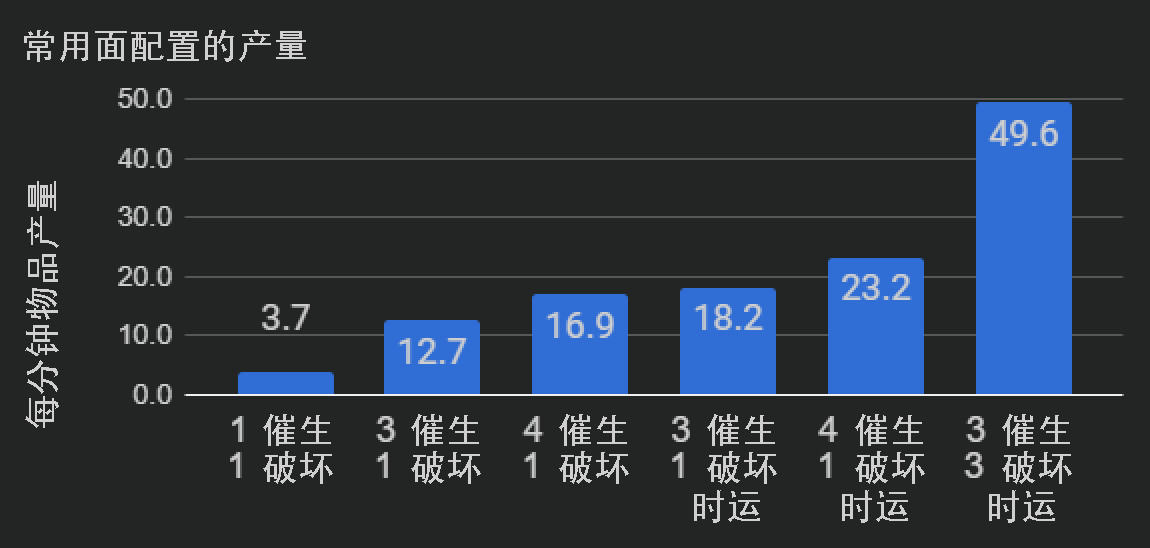 常用面配置的产量
每分钟物品产量
50.0
40.0
30.0
20.0
10.0
0.0
3.7
12.7
16.9
18.2
23.2
49.6
1 催生
1 破坏
3 催生
1 破坏
4 催生
1 破坏
3 催生
1 破坏
时运
4 催生
1 破坏
时运
3 催生
3 破坏
时运